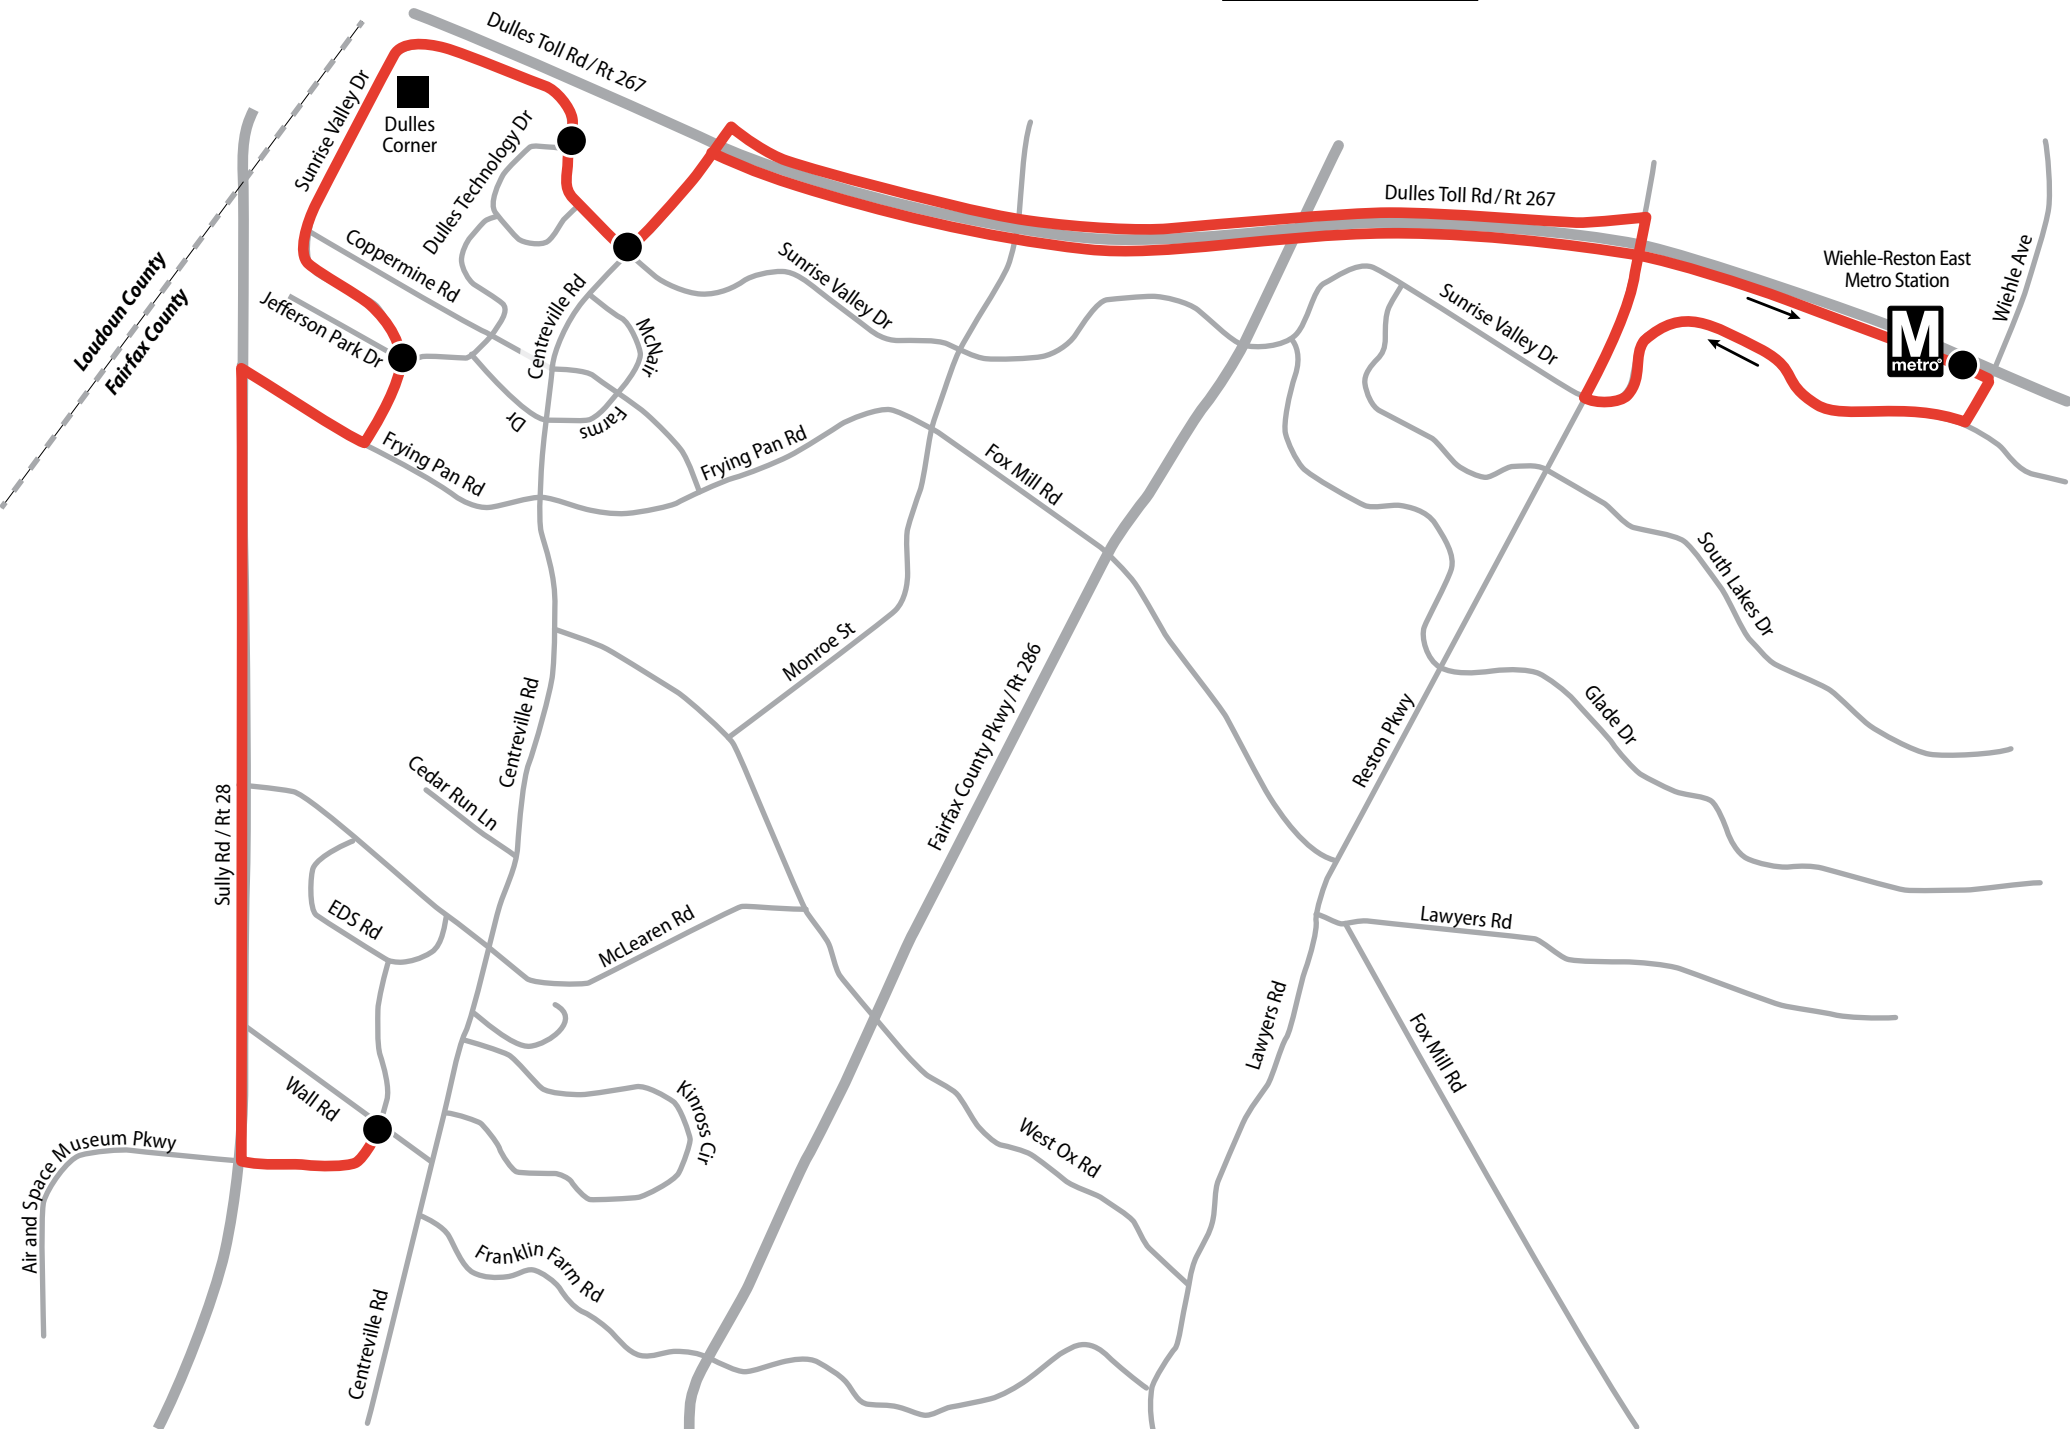 Dulles Toll Rd / Rt 267
Sunrise Valley Dr
Dulles
Corner
Dulles Technology Dr
Dulles Toll Rd / Rt 267
Wiehle-Reston East
Metro Station
Wiehle Ave
M
metro
Loudoun County
Fairfax County
Coppermine Rd
Jefferson Park Dr
Centreville Rd
McNair
Farms
Dr
Sunrise Valley Dr
Sunrise Valley Dr
Frying Pan Rd
Frying Pan Rd
Fox Mill Rd
South Lakes Dr
Monroe St
Fairfax County Pkwy / Rt 286
Reston Pkwy
Glade Dr
Centreville Rd
Cedar Run Ln
Sully Rd / Rt 28
EDS Rd
McLearen Rd
Lawyers Rd
Lawyers Rd
Fox Mill Rd
Wall Rd
Kinross Cir
Air and Space Museum Pkwy
West Ox Rd
Franklin Farm Rd
Centreville Rd